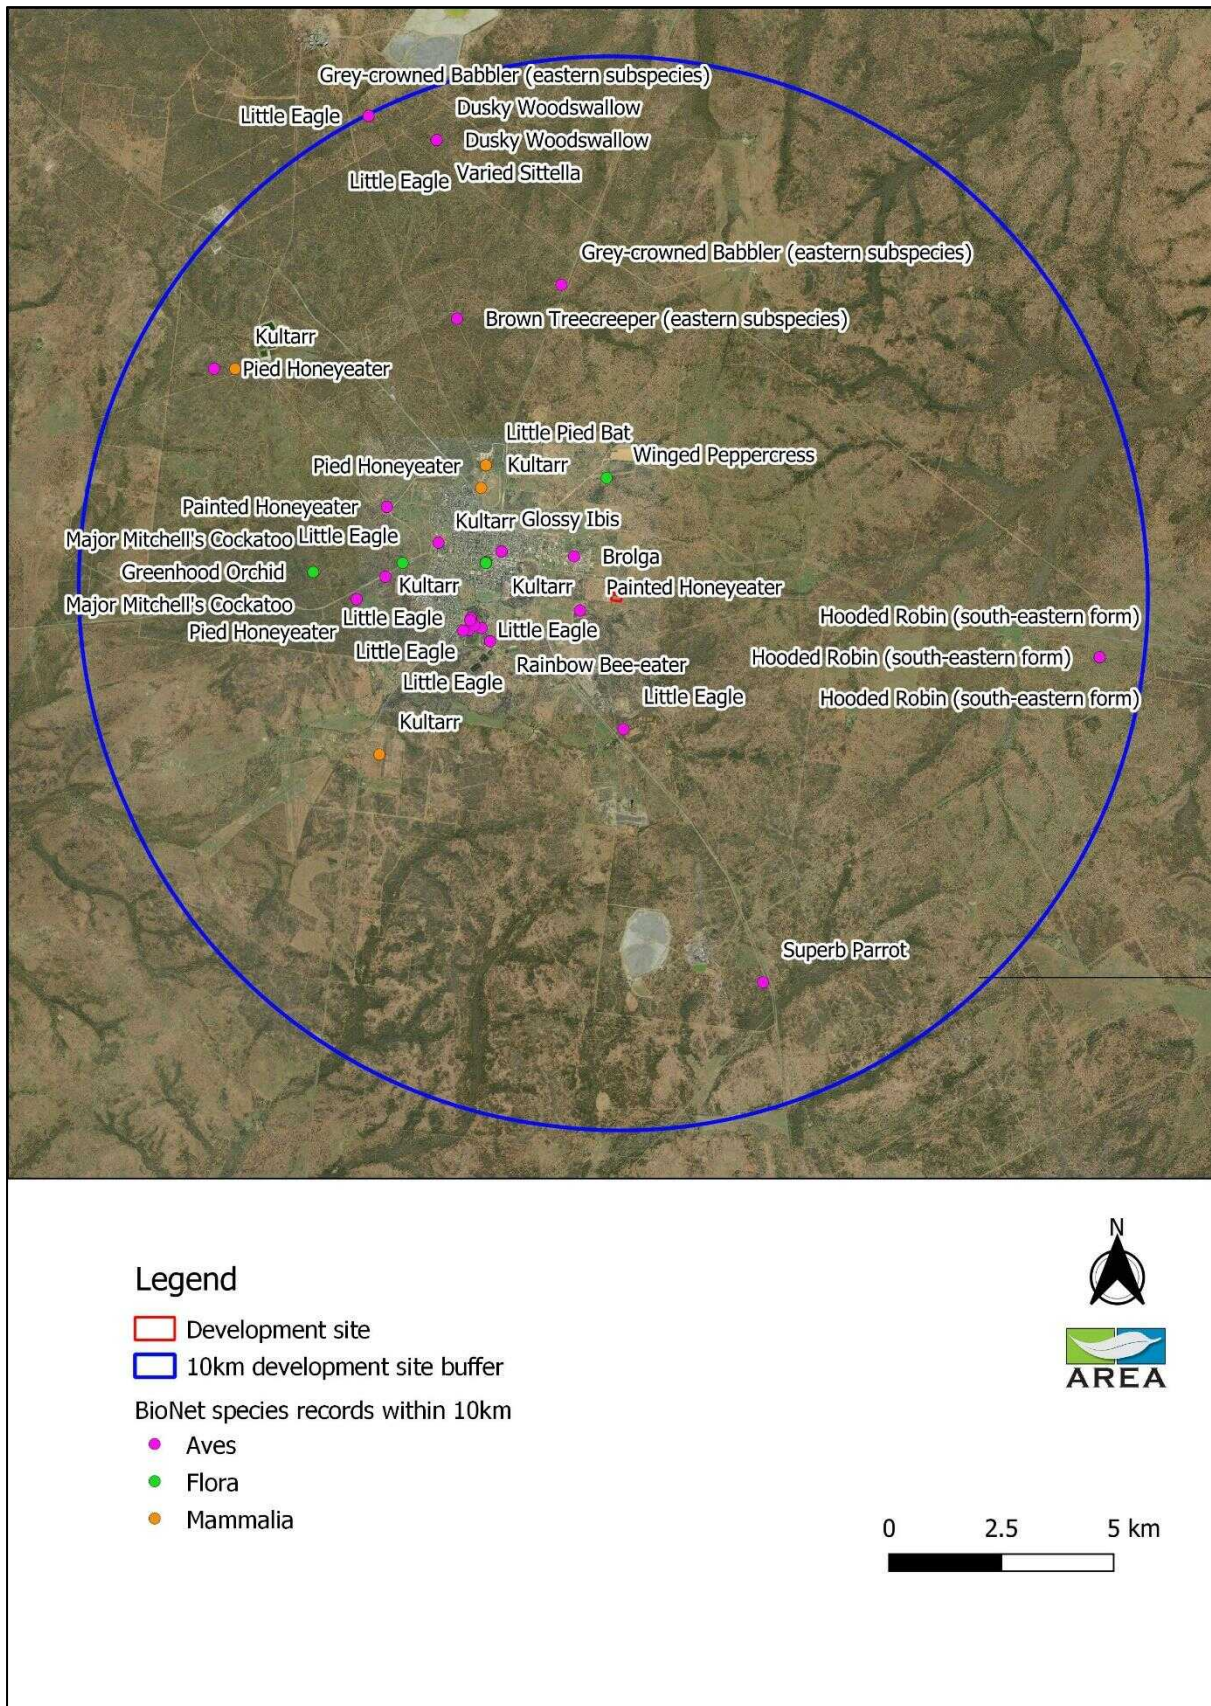 Grey-crowned Babbler (eastern subspecies)
Little Eagle
Dusky Woodswallow
Dusky Woodswallow
Little Eagle
Varied Sittella
Grey-crowned Babbler (eastern subspecies)
Brown Treecreeper (eastern subspecies)
Kultarr
Pied Honeyeater
Little Pied Bat
Pied Honeyeater
Kultarr
Winged Peppercress
Painted Honeyeater
Kultarr
Glossy Ibis
Little Eagle
Major Mitchell's Cockatoo
Brolga
Greenhood Orchid
Kultarr
Kultarr
Painted Honeyeater
Major Mitchell's Cockatoo
Little Eagle
Hooded Robin (south-eastern form)
Pied Honeyeater
Little Eagle
Little Eagle
Rainbow Bee-eater
Hooded Robin (south-eastern form)
Little Eagle
Little Eagle
Hooded Robin (south-eastern form)
Kultarr
Superb Parrot
Legend
Development site
10km development site buffer
BioNet species records within 10km
Aves
Flora
Mammalia
N
AREA
0 2.5 5 km